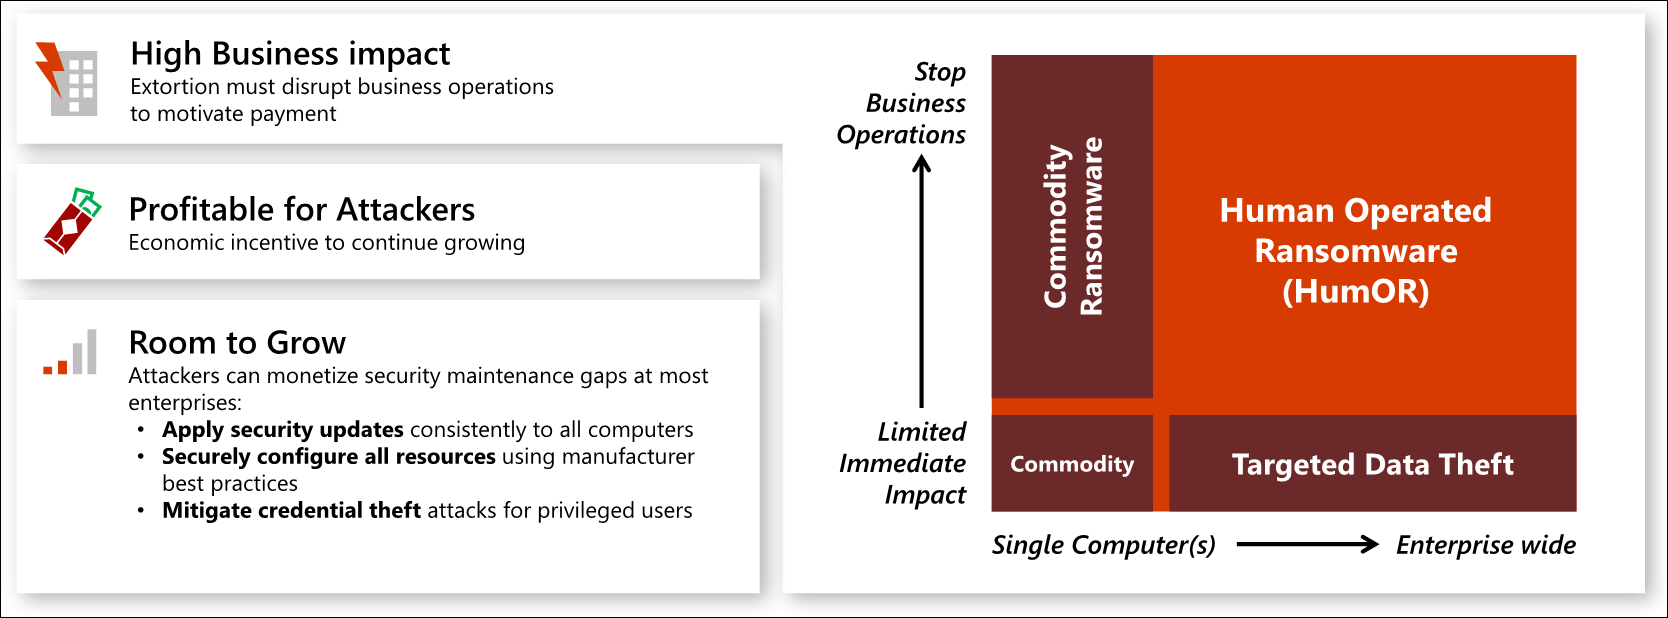 High Business impact
Extortion must disrupt business operations
to motivate payment
Profitable for Attackers
Economic incentive to continue growing
Room to Grow
Attackers can monetize security maintenance gaps at most
enterprises:
• Apply security updates consistently to all computers
• Securely configure all resources using manufacturer
best practices
• Mitigate credential theft attacks for privileged users
Stop
Business
Operations
Limited
Immediate
Impact
Commodity
Ransomware
Human Operated
Ransomware
(HumOR)
Commodity
Targeted Data Theft
Single Computer(s)
Enterprise wide